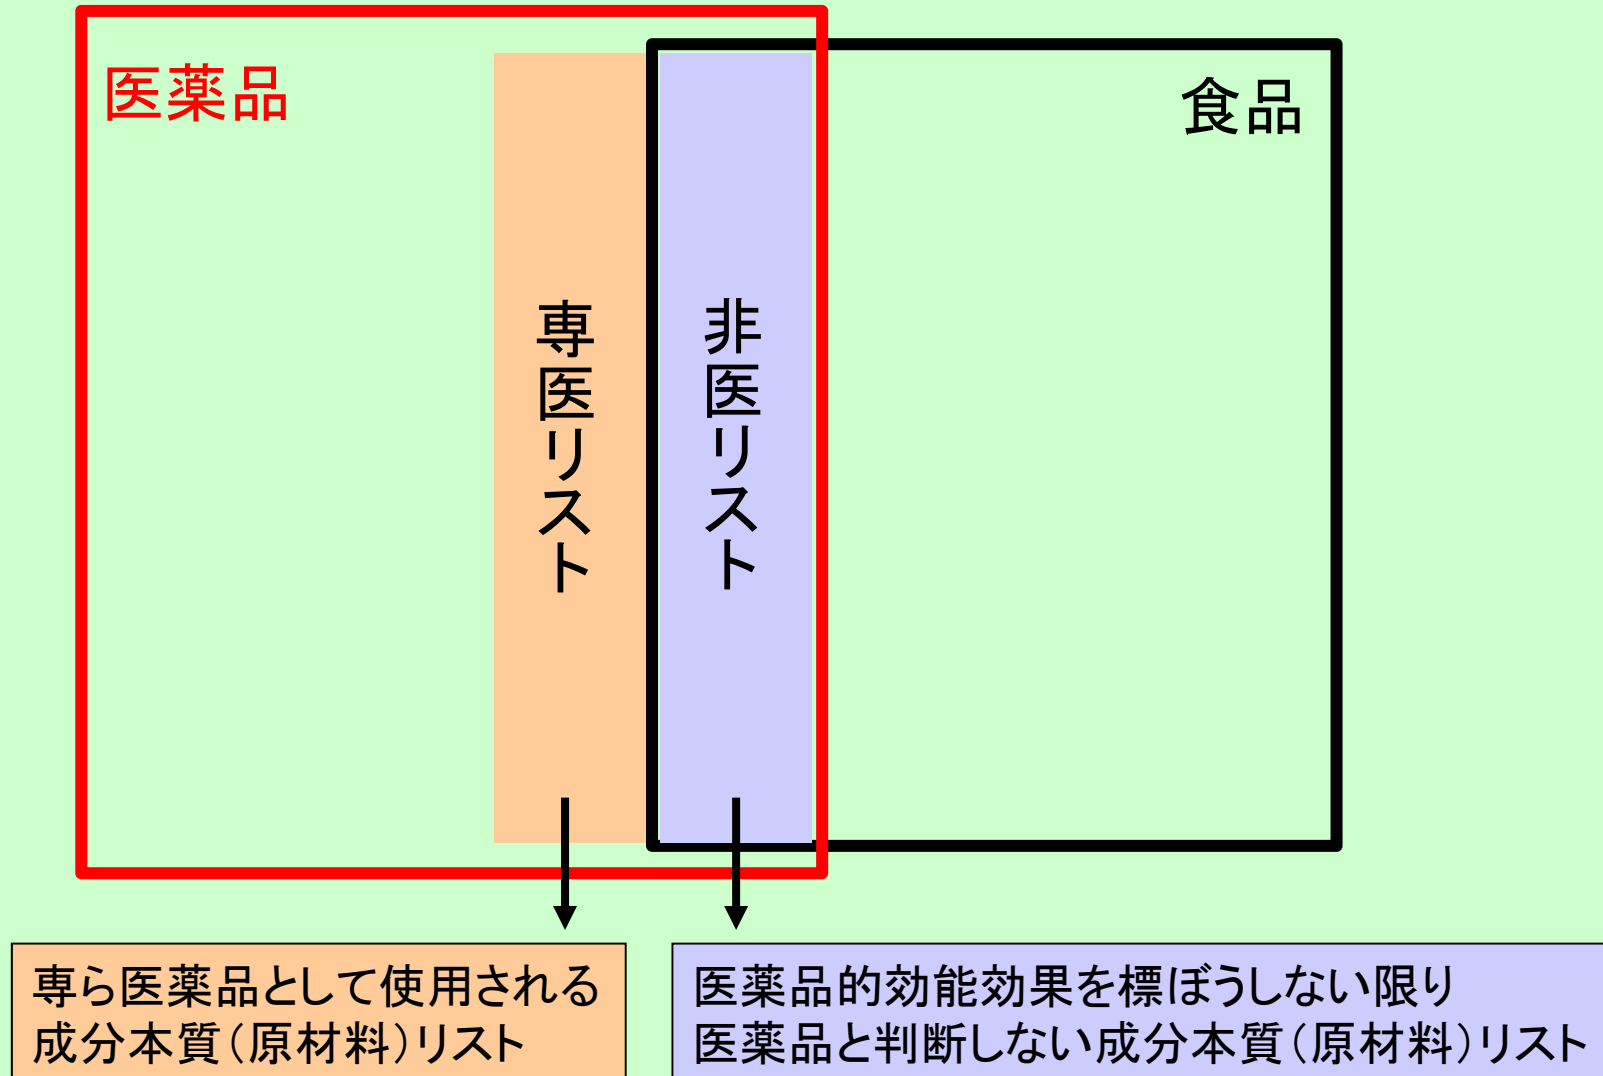 医薬品
食品
専医リスト
非医リスト
専ら医薬品として使用される
成分本質（原材料）リスト
医薬品的効能効果を標ぼうしない限り
医薬品と判断しない成分本質（原材料）リスト